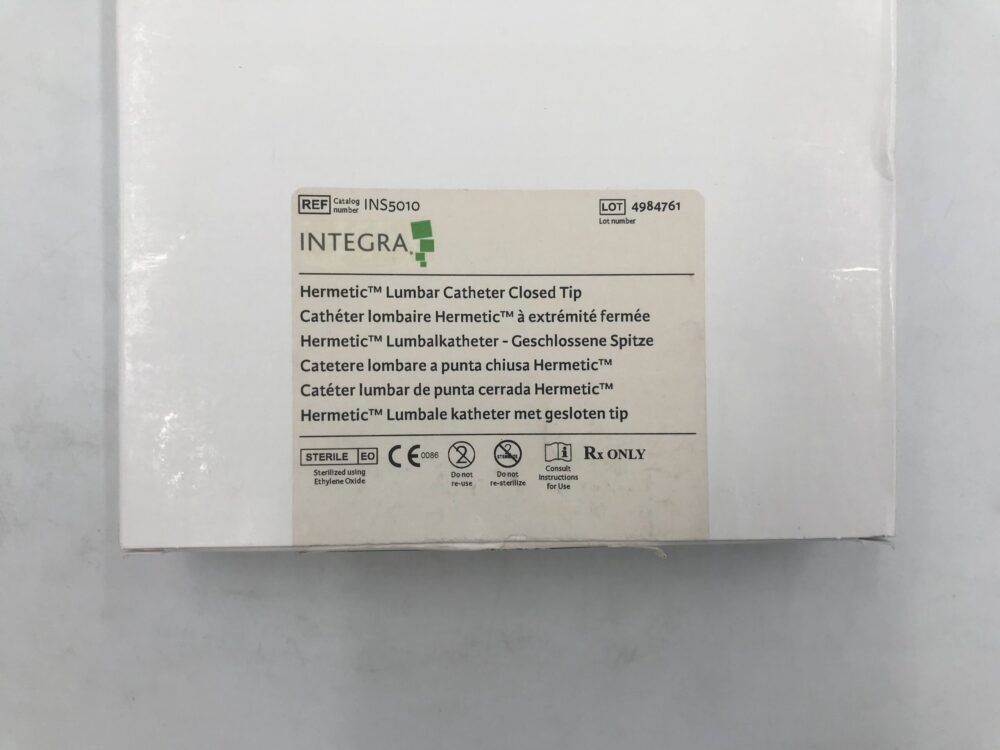 REF Catalog number INS5010
LOT 4984761
Lot number
INTEGRA
Hermetic™ Lumbar Catheter Closed Tip
Cathéter lombaire Hermetic™ à extrémité fermée
Hermetic™ Lumbalkatheter - Geschlossene Spitze
Catetere lombare a punta chiusa Hermetic™
Catéter lumbar de punta cerrada Hermetic™
Hermetic™ Lumbale katheter met gesloten tip
STERILE EO
Sterilized using
Ethylene Oxide
CE 0086
2
Do not
re-use
STERILIZE
Do not
re-sterilize
i
Consult
Instructions
for Use
Rx ONLY